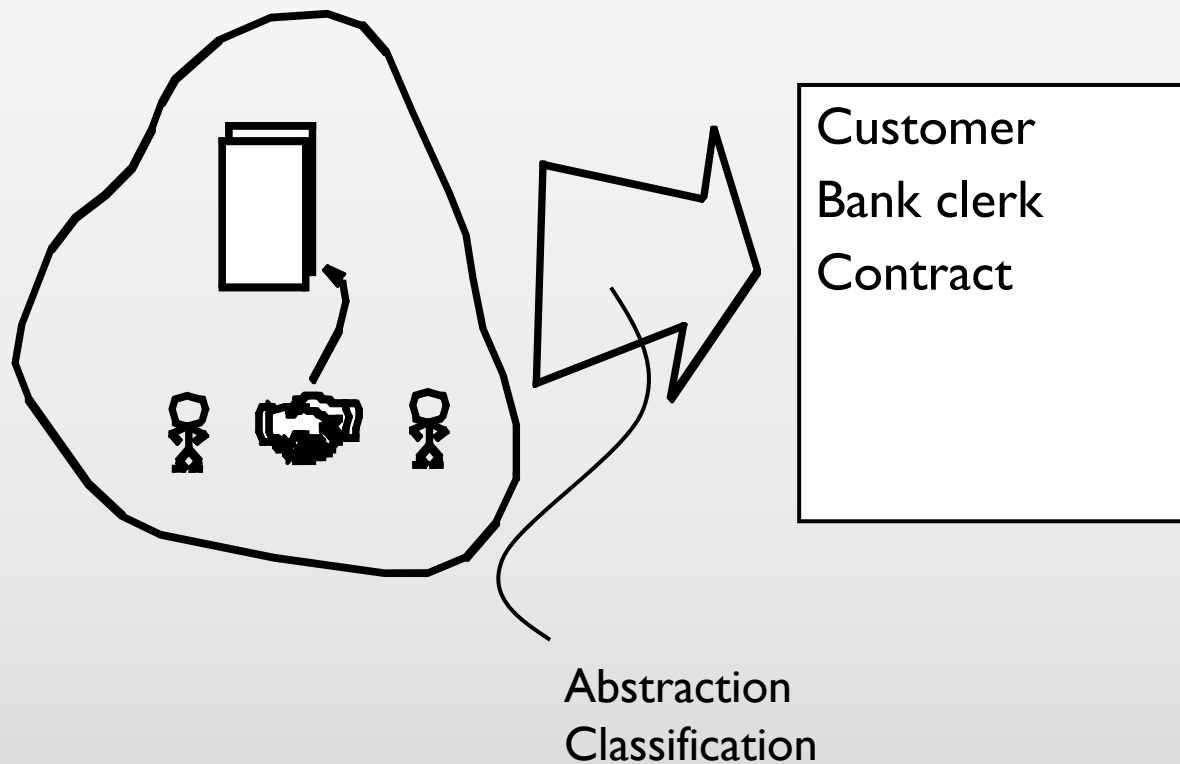 Customer
Bank clerk
Contract
Abstraction
Classification